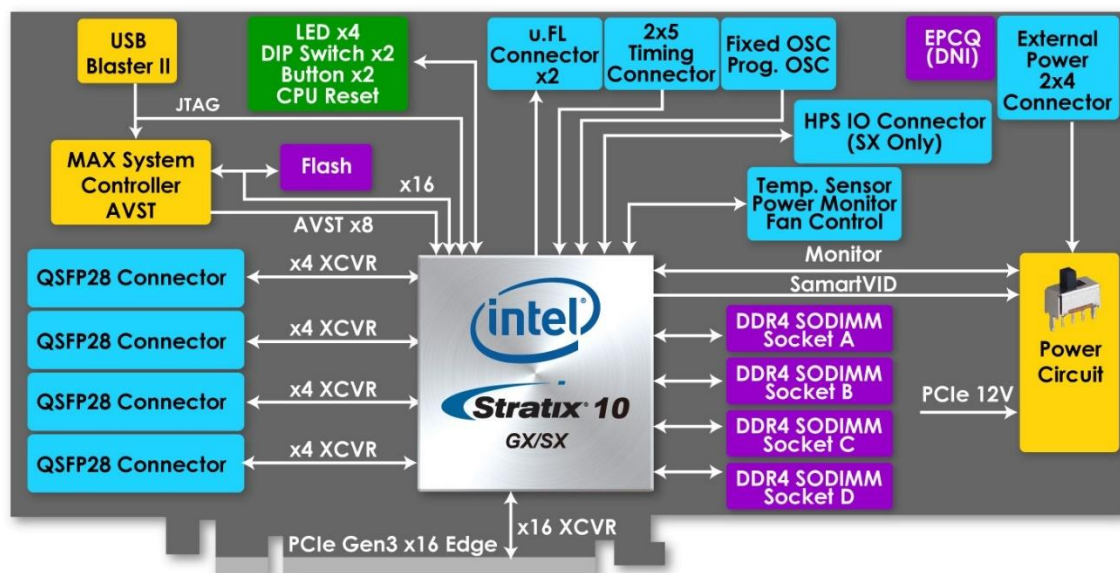 USB
Blaster II
LED x4
DIP Switch x2
Button x2
CPU Reset
u.FL
Connector
x2
2x5
Timing
Connector
Fixed OSC
Prog. OSC
EPCQ
(DNI)
External
Power
2x4
Connector
JTAG
HPS IO Connector
(SX Only)
MAX System
Controller
AVST
Flash
x16
AVST x8
Temp. Sensor
Power Monitor
Fan Control
Monitor
SamartVID
QSFP28 Connector
x4 XCVR
QSFP28 Connector
x4 XCVR
QSFP28 Connector
x4 XCVR
QSFP28 Connector
x4 XCVR
intel
Stratix® 10
GX/SX
DDR4 SODIMM
Socket A
DDR4 SODIMM
Socket B
DDR4 SODIMM
Socket C
DDR4 SODIMM
Socket D
Power
Circuit
PCIe 12V
x16 XCVR
PCIe Gen3 x16 Edge